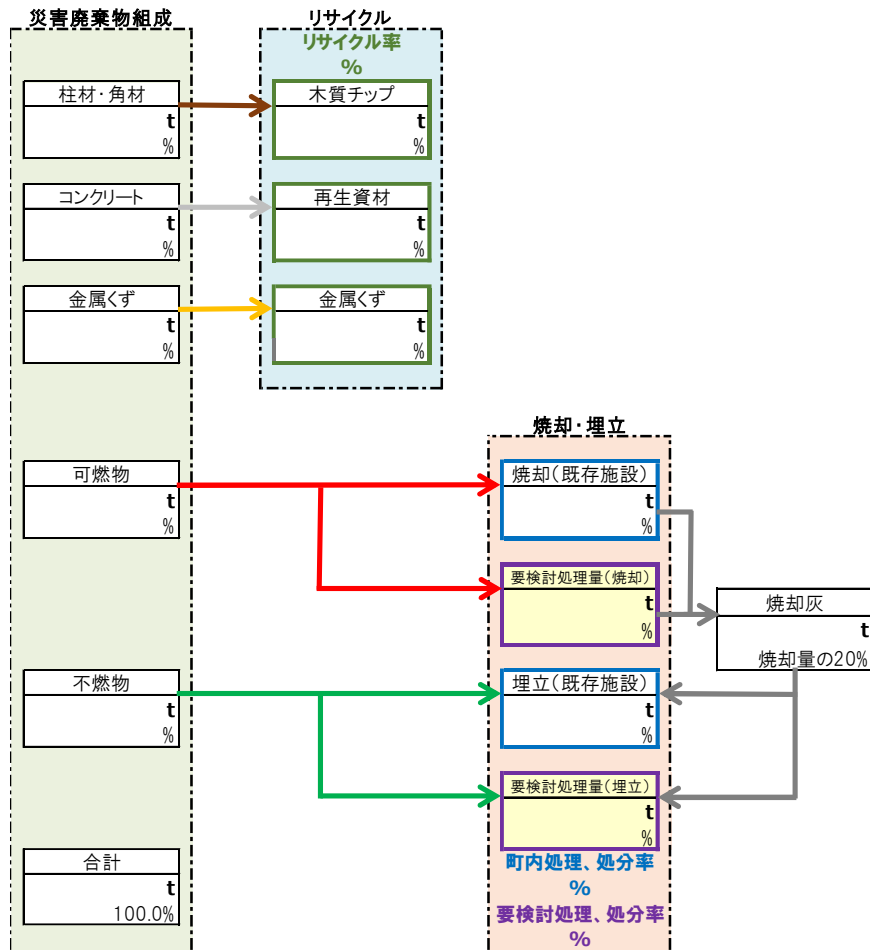 災害廃棄物組成
リサイクル
リサイクル率
%
柱材・角材
t
%
木質チップ
t
%
コンクリート
t
%
再生資材
t
%
金属くず
t
%
金属くず
t
%
焼却・埋立
可燃物
t
%
焼却(既存施設)
t
%
要検討処理量(焼却)
t
%
焼却灰
t
焼却量の20%
不燃物
t
%
埋立(既存施設)
t
%
要検討処理量(埋立)
t
%
合計
t
100.0%
町内処理、処分率
%
要検討処理、処分率
%